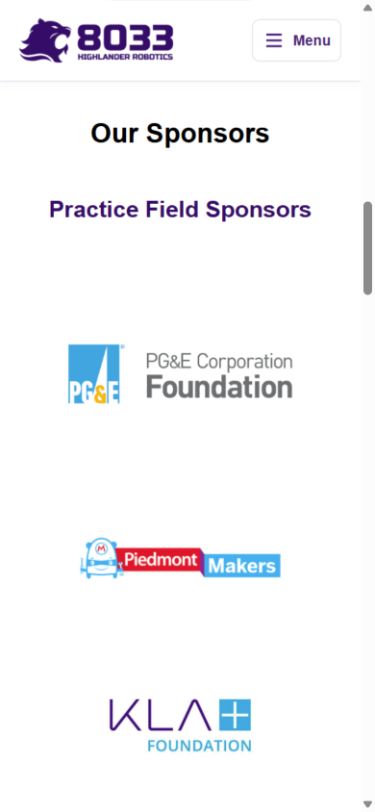 8033
HIGHLANDER ROBOTICS
Menu
Our Sponsors
Practice Field Sponsors
PG&E
PG&E Corporation
Foundation
M
Piedmont
Makers
KLA+
FOUNDATION